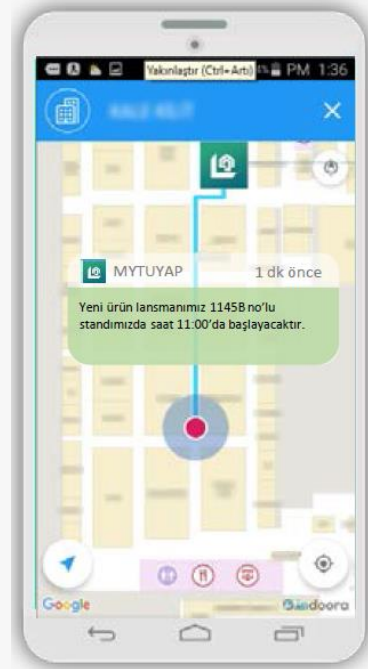 Yakınlaştır (Ctrl+Artı)
PM 1:36
MYTUYAP
1 dk önce
Yeni ürün lansmanımız 1145B no'lu
standımızda saat 11:00'da başlayacaktır.
Google